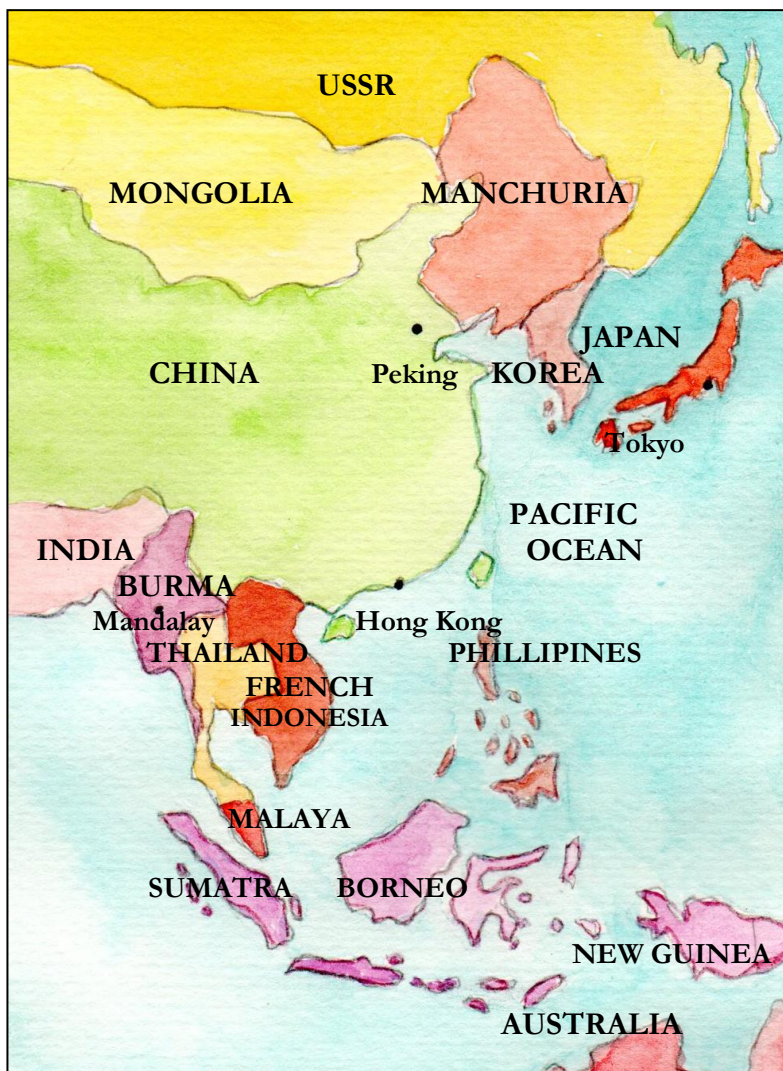 USSR
MONGOLIA
MANCHURIA
JAPAN
CHINA
Peking
KOREA
Tokyo
PACIFIC
OCEAN
INDIA
BURMA
Mandalay
Hong Kong
THAILAND
PHILLIPINES
FRENCH
INDONESIA
MALAYA
SUMATRA
BORNEO
NEW GUINEA
AUSTRALIA